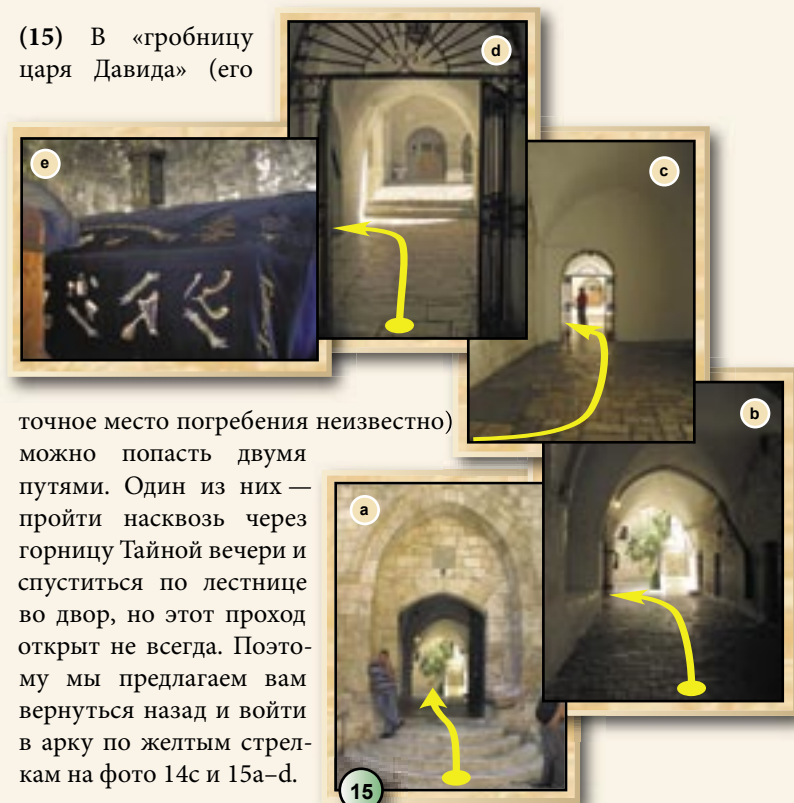 (15) В «гробницу
царя Давида» (его
d
e
c
точное место погребения неизвестно)
b
можно попасть двумя
путями. Один из них —
a
пройти насквозь через
горницу Тайной вечери и
спуститься по лестнице
во двор, но этот проход
открыт не всегда. Поэто-
му мы предлагаем вам
вернуться назад и войти
в арку по желтым стрел-
кам на фото 14c и 15a–d.
15